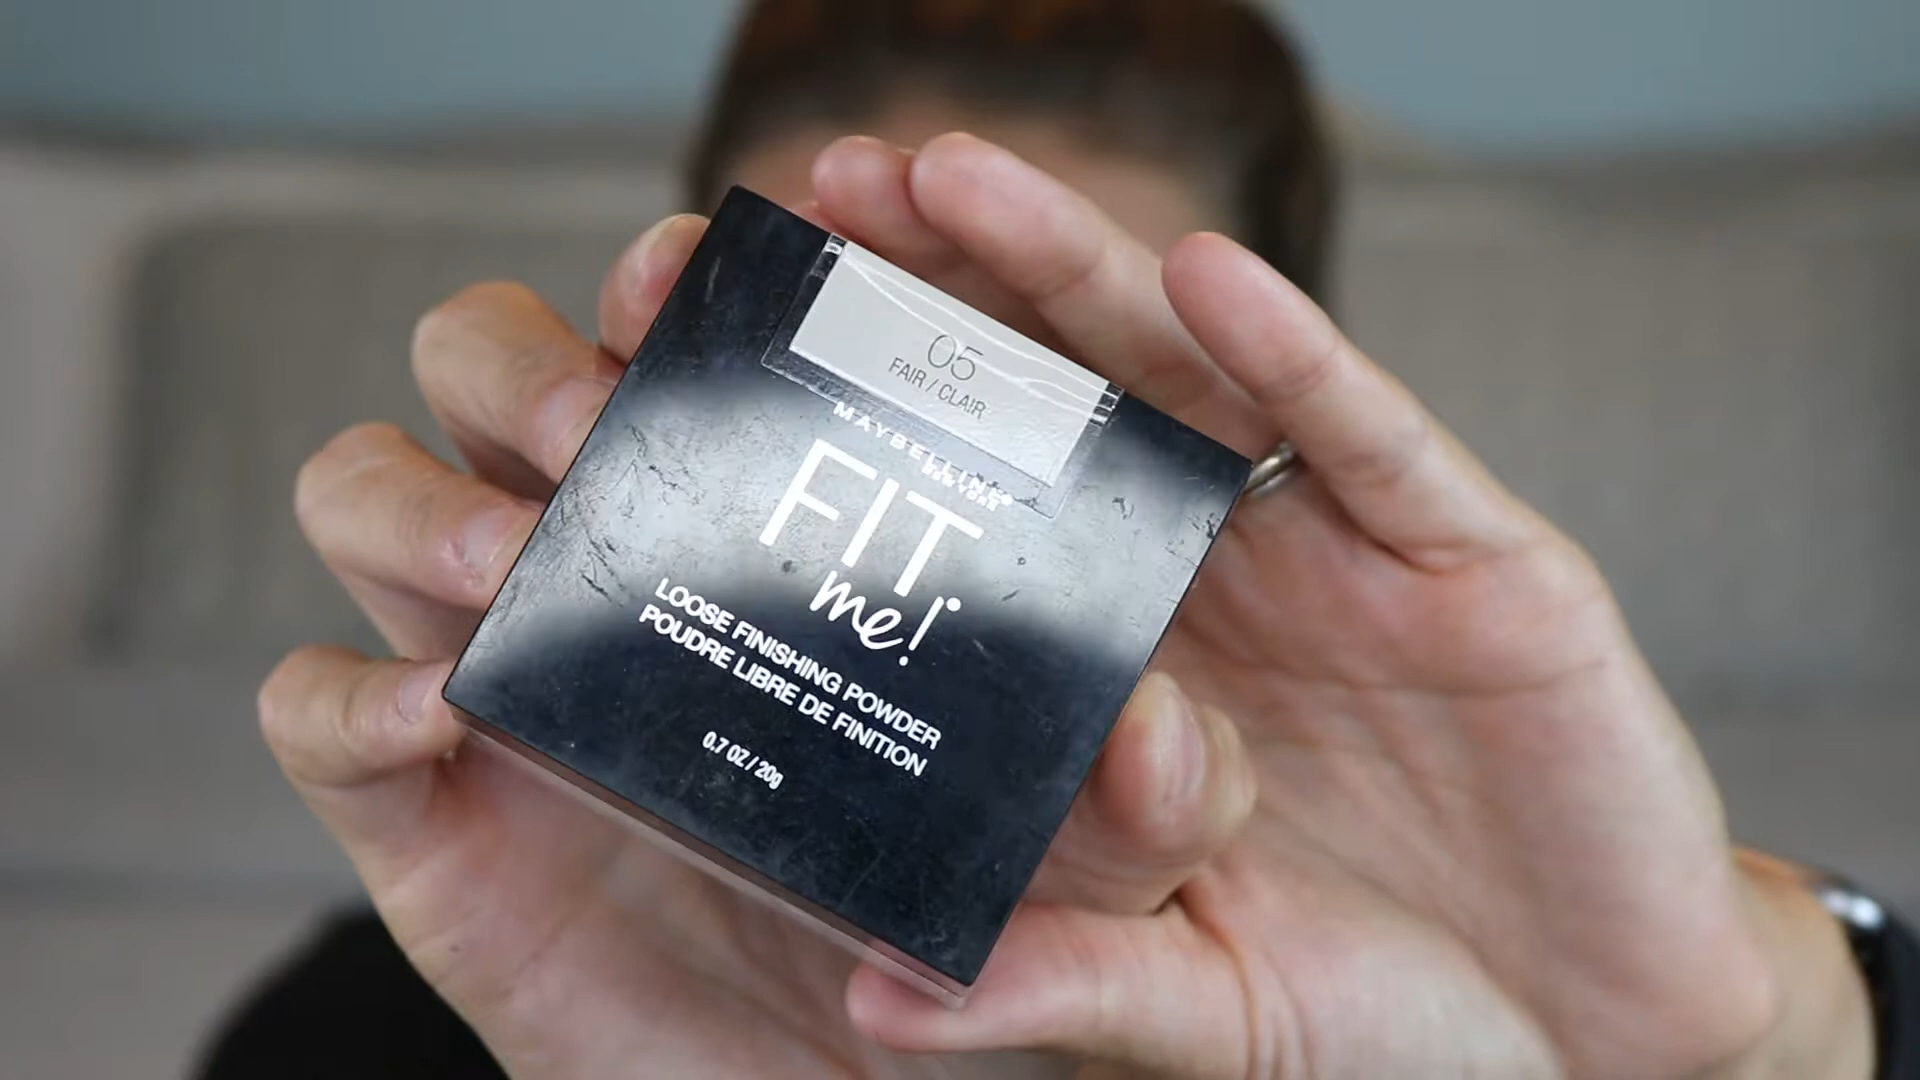 05
FAIR / CLAIR
MAYBELLINE®
NEW YORK
FIT
me!®
LOOSE FINISHING POWDER
POUDRE LIBRE DE FINITION
0.7 OZ / 20g